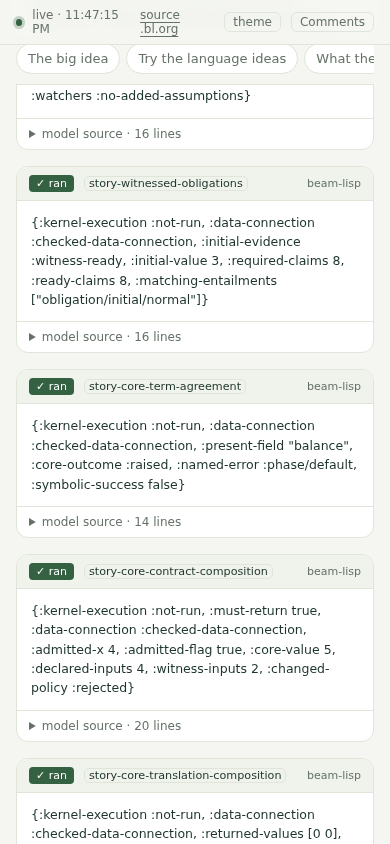 live · 11:47:15 PM
source .bl.org
theme
Comments
The big idea
Try the language ideas
What the
:watchers :no-added-assumptions}
▶ model source · 16 lines
✓ ran story-witnessed-obligations beam-lisp
{:kernel-execution :not-run, :data-connection
:checked-data-connection, :initial-evidence
:witness-ready, :initial-value 3, :required-claims 8,
:ready-claims 8, :matching-entailments
["obligation/initial/normal"]}
▶ model source · 16 lines
✓ ran story-core-term-agreement beam-lisp
{:kernel-execution :not-run, :data-connection
:checked-data-connection, :present-field "balance",
:core-outcome :raised, :named-error :phase/default,
:symbolic-success false}
▶ model source · 14 lines
✓ ran story-core-contract-composition beam-lisp
{:kernel-execution :not-run, :must-return true,
:data-connection :checked-data-connection,
:admitted-x 4, :admitted-flag true, :core-value 5,
:declared-inputs 4, :witness-inputs 2, :changed-
policy :rejected}
▶ model source · 20 lines
✓ ran story-core-translation-composition beam-lisp
{:kernel-execution :not-run, :data-connection
:checked-data-connection, :returned-values [0 0],